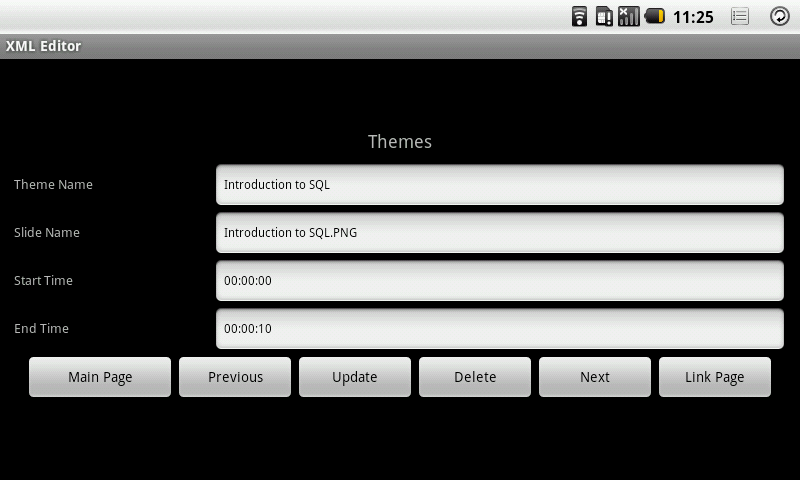 11:25
XML Editor
Themes
Theme Name Introduction to SQL
Slide Name Introduction to SQL.PNG
Start Time 00:00:00
End Time 00:00:10
Main Page Previous Update Delete Next Link Page